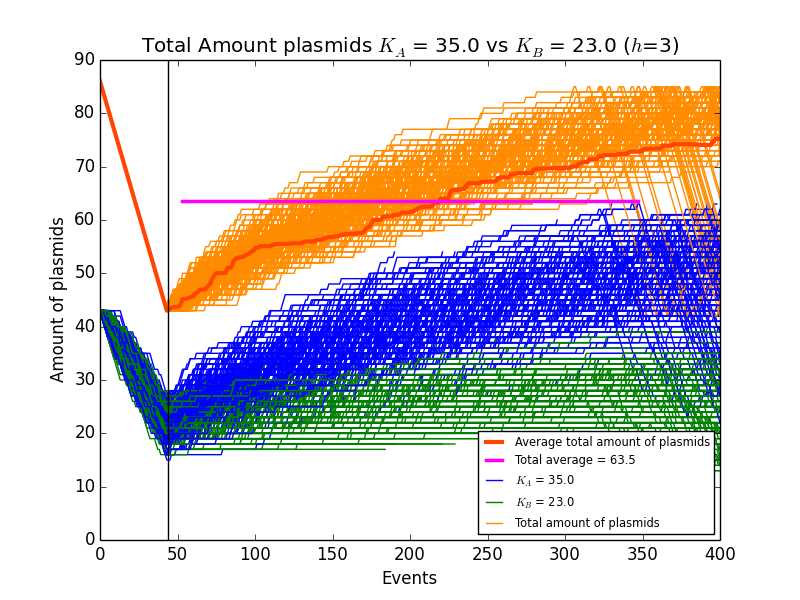 Total Amount plasmids K_A = 35.0 vs K_B = 23.0 (h=3)
90
80
70
60
50
40
30
20
10
0
Amount of plasmids
0 50 100 150 200 250 300 350 400
Events
Average total amount of plasmids
Total average = 63.5
K_A = 35.0
K_B = 23.0
Total amount of plasmids